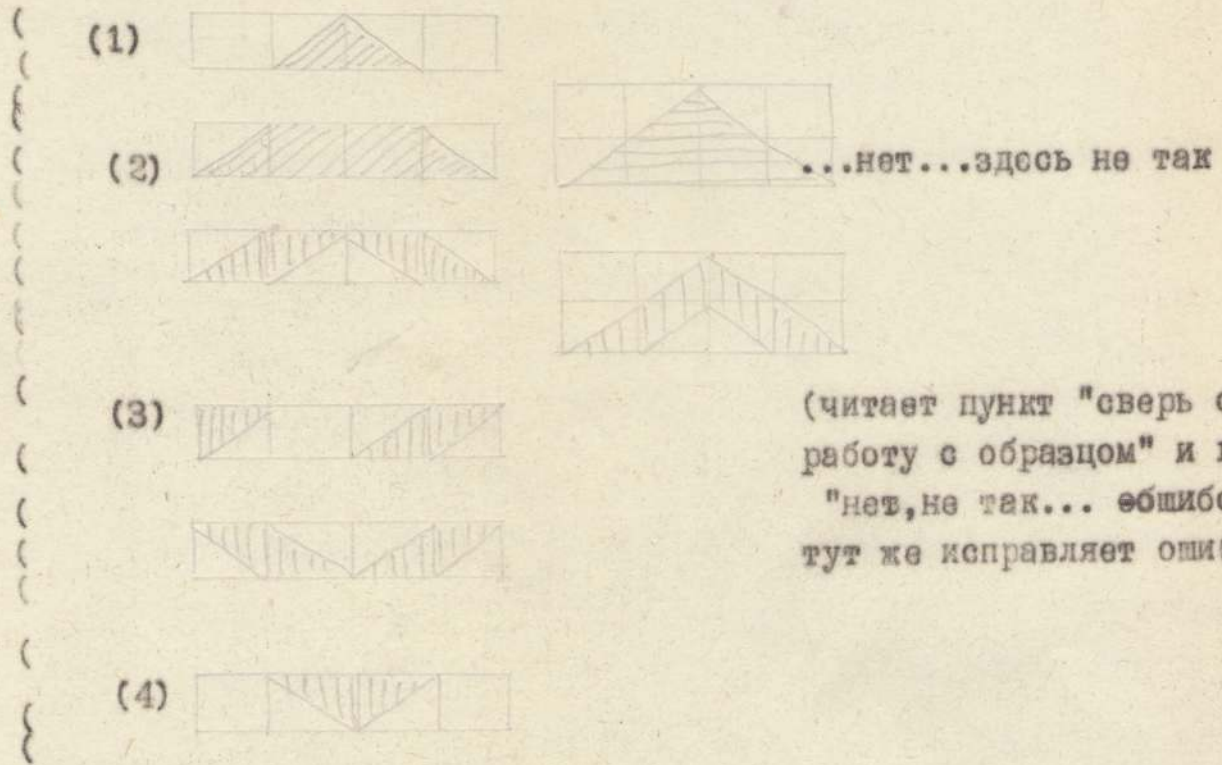 (1)
(2)
...нет...здесь не так
(3)
(читает пункт "сверь с
работу с образцом" и
"нет,не так... ошиб
тут же исправляет оши
(4)